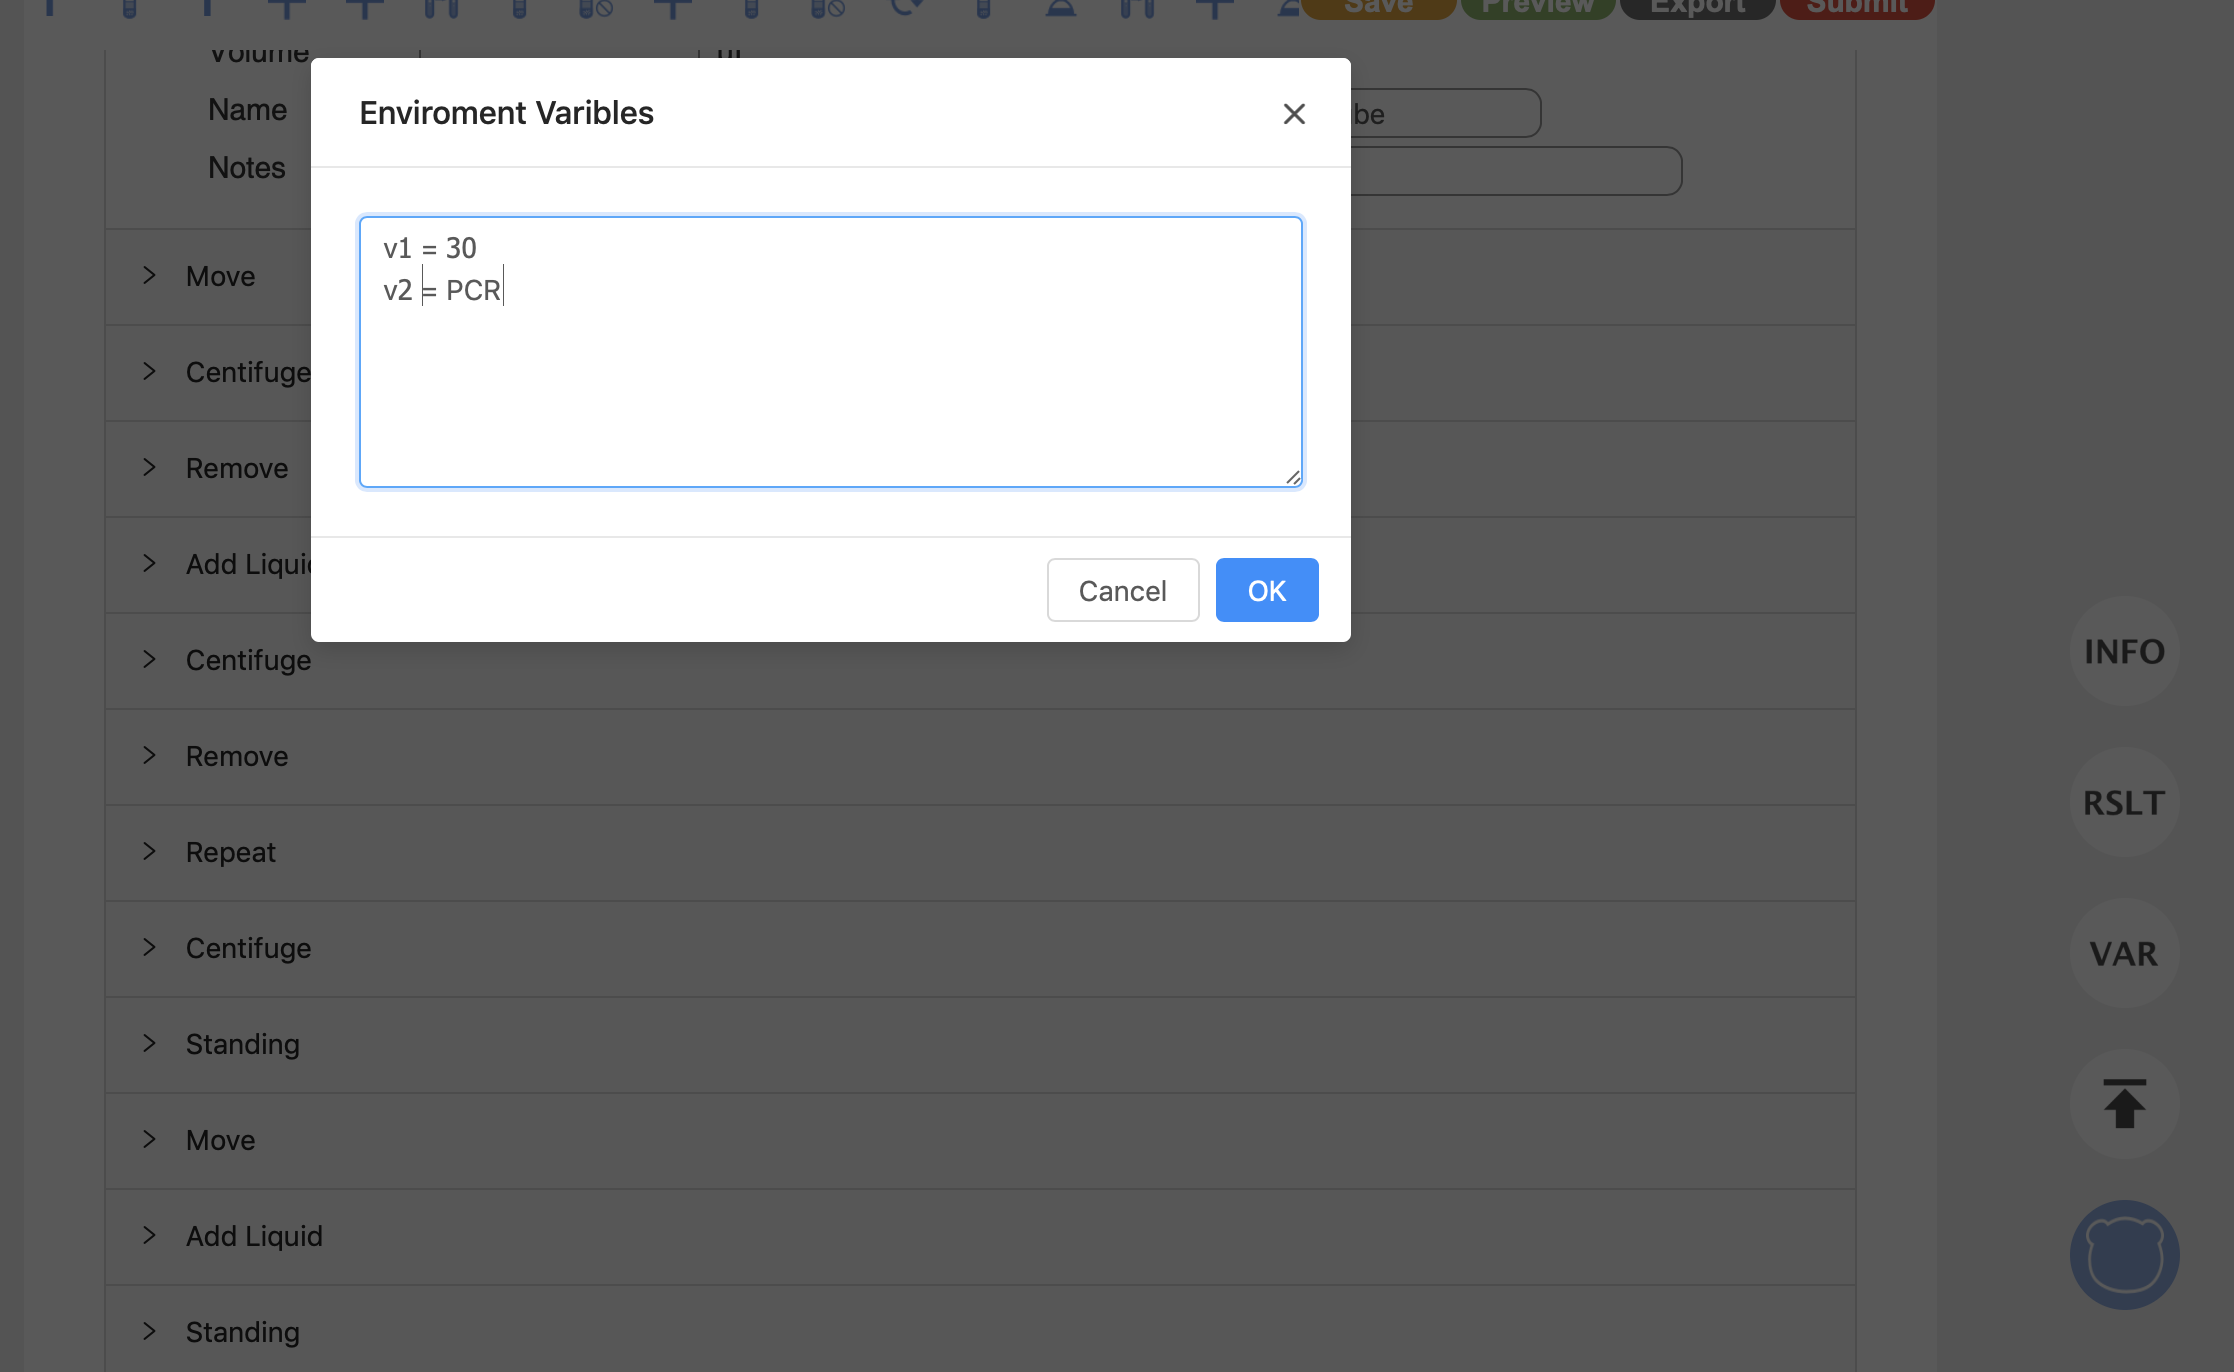 Save
Preview
Export
Submit
Volume
Name
be
Notes
Enviroment Varibles
v1 = 30
v2 = PCR
Cancel
OK
Move
Centifuge
Remove
Add Liquid
Centifuge
Remove
Repeat
Centifuge
Standing
Move
Add Liquid
Standing
INFO
RSLT
VAR